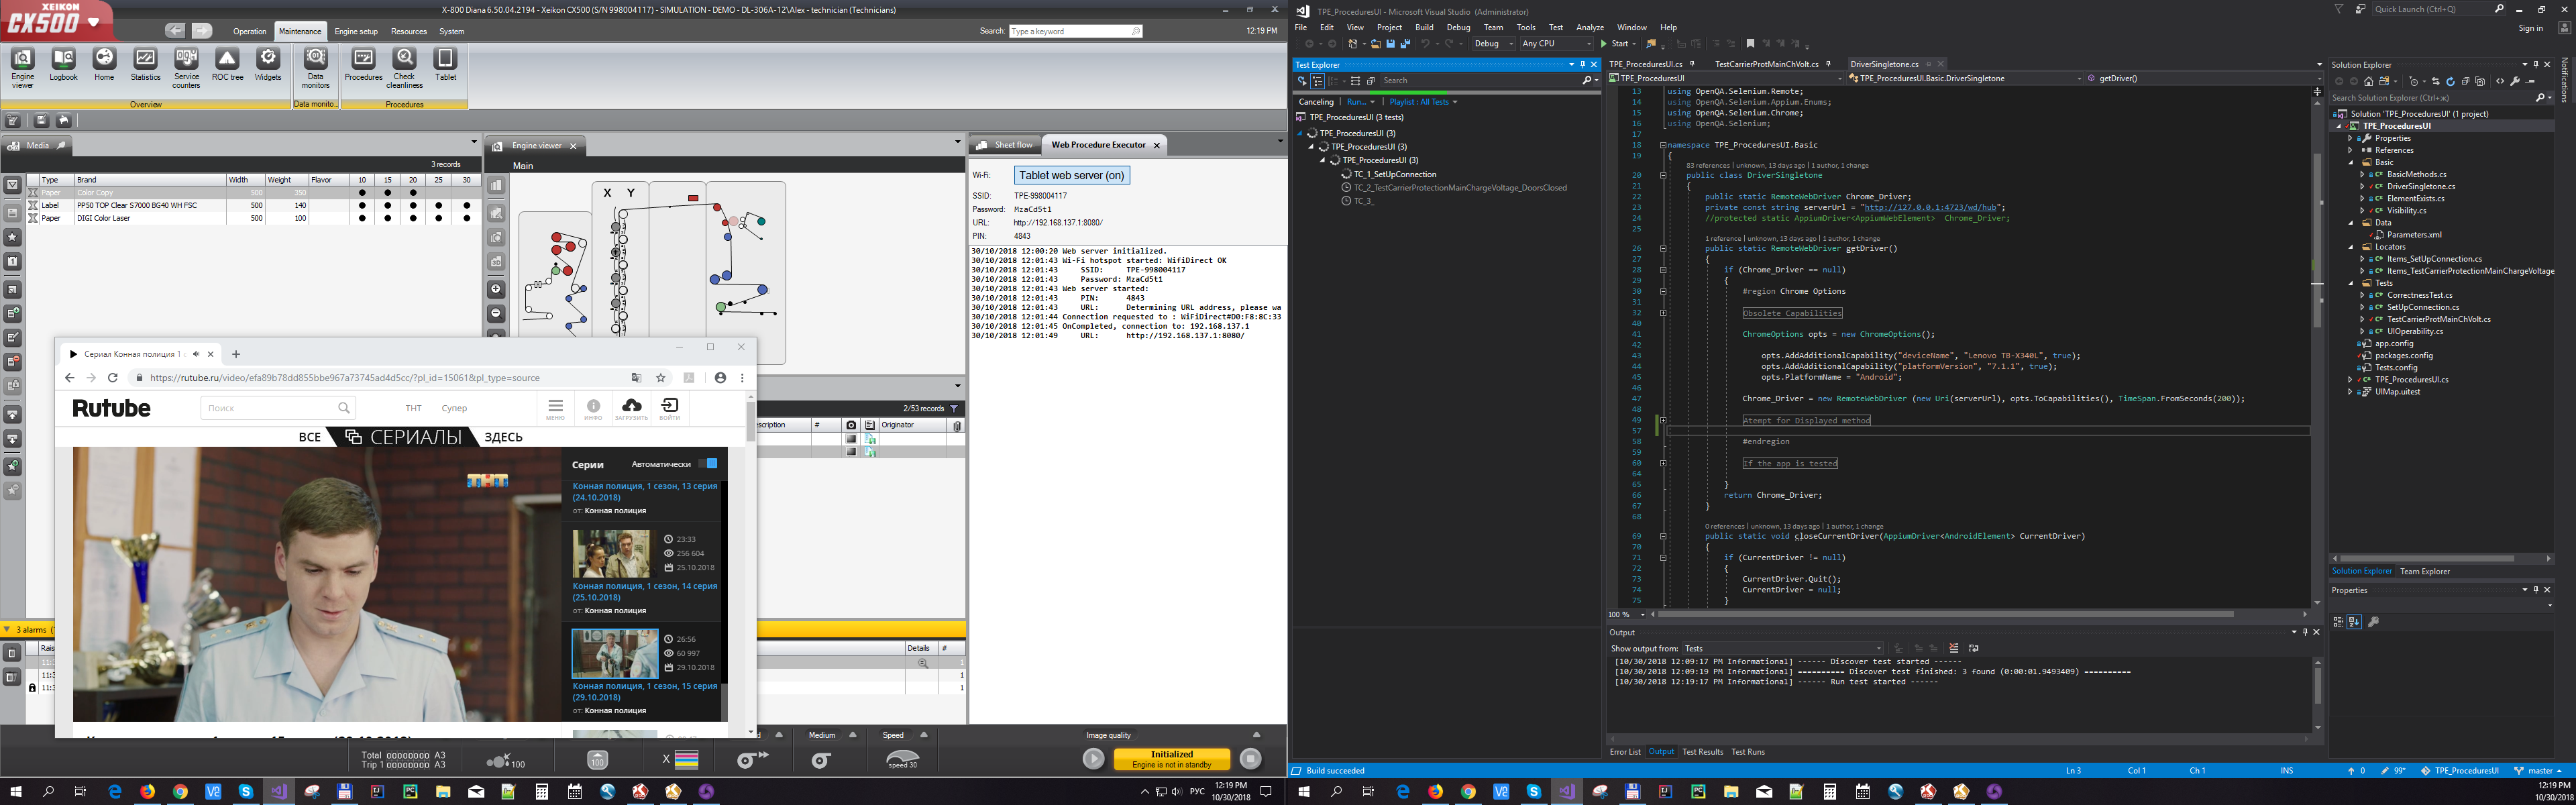 XEIKON
CX500
X-800 Diana 6.50.04.2194 - Xeikon CX500 (S/N 998004117) - SIMULATION - DEMO - DL-306A-12\Alex - technician (Technicians)
Operation Maintenance Engine setup Resources System
Search: Type a keyword
12:19 PM
Engine viewer
Logbook
Home
Statistics
Service counters
ROC tree
Widgets
Data monitors
Procedures
Check cleanliness
Tablet
Overview
Data monito...
Procedures
Media
3 records
Type Brand Width Weight Flavor 10 15 20 25 30
Paper Color Copy 500 350
Label PP50 TOP Clear S7000 BG40 WH FSC 500 140
Paper DIGI Color Laser 500 100
Engine viewer
Main
X Y
Sheet flow
Web Procedure Executor
Wi-Fi: Tablet web server (on)
SSID: TPE-998004117
Password: MzaCd5t1
URL: http://192.168.137.1:8080/
PIN: 4843
30/10/2018 12:00:20 Web server initialized.
30/10/2018 12:01:43 Wi-Fi hotspot started: WifiDirect OK
30/10/2018 12:01:43 SSID: TPE-998004117
30/10/2018 12:01:43 Password: MzaCd5t1
30/10/2018 12:01:43 Web server started:
30/10/2018 12:01:43 PIN: 4843
30/10/2018 12:01:43 URL: Determining URL address, please wa
30/10/2018 12:01:44 Connection requested to : WiFiDirect#D0:F8:8C:33
30/10/2018 12:01:45 OnCompleted, connection to: 192.168.137.1
30/10/2018 12:01:49 URL: http://192.168.137.1:8080/
Сериал Конная полиция 1 с
https://rutube.ru/video/efa89b78dd855bbe967a73745ad4d5cc/?pl_id=15061&pl_type=source
Rutube
Поиск
ТНТ Супер
МЕНЮ ИНФО ЗАГРУЗИТЬ ВОЙТИ
ВСЕ СЕРИАЛЫ ЗДЕСЬ
Серии Автоматически
Конная полиция, 1 сезон, 13 серия (24.10.2018)
от: Конная полиция
23:33
256 604
25.10.2018
Конная полиция, 1 сезон, 14 серия (25.10.2018)
от: Конная полиция
26:56
60 997
29.10.2018
Конная полиция, 1 сезон, 15 серия (29.10.2018)
от: Конная полиция
2/53 records
scription # Originator
3 alarms
Rais
11:3
11:3
11:3
Details #
1
1
1
Total 00000000 A3
Trip 1 00000000 A3
100
100
X
Medium
Speed
speed 30
Image quality
Initialized
Engine is not in standby
РУС
12:19 PM
10/30/2018
TPE_ProceduresUI - Microsoft Visual Studio (Administrator)
Quick Launch (Ctrl+Q)
File Edit View Project Build Debug Team Tools Test Analyze Window Help
Sign in
Debug Any CPU Start
Test Explorer
Search
Canceling Run... Playlist : All Tests
TPE_ProceduresUI (3 tests)
TPE_ProceduresUI (3)
TPE_ProceduresUI (3)
TPE_ProceduresUI (3)
TC_1_SetUpConnection
TC_2_TestCarrierProtectionMainChargeVoltage_DoorsClosed
TC_3_
TPE_ProceduresUI.cs TestCarrierProtMainChVolt.cs DriverSingletone.cs
TPE_ProceduresUI TPE_ProceduresUI.Basic.DriverSingletone getDriver()
13 using OpenQA.Selenium.Remote;
14 using OpenQA.Selenium.Appium.Enums;
15 using OpenQA.Selenium.Chrome;
16 using OpenQA.Selenium;
17
18 namespace TPE_ProceduresUI.Basic
19 {
83 references | unknown, 13 days ago | 1 author, 1 change
20 public class DriverSingletone
21 {
22 public static RemoteWebDriver Chrome_Driver;
23 private const string serverUrl = "http://127.0.0.1:4723/wd/hub";
24 //protected static AppiumDriver<AppiumWebElement> Chrome_Driver;
25
1 reference | unknown, 13 days ago | 1 author, 1 change
26 public static RemoteWebDriver getDriver()
27 {
28 if (Chrome_Driver == null)
29 {
30 #region Chrome Options
31
32 Obsolete Capabilities
40
41 ChromeOptions opts = new ChromeOptions();
42
43 opts.AddAdditionalCapability("deviceName", "Lenovo TB-X340L", true);
44 opts.AddAdditionalCapability("platformVersion", "7.1.1", true);
45 opts.PlatformName = "Android";
46
47 Chrome_Driver = new RemoteWebDriver (new Uri(serverUrl), opts.ToCapabilities(), TimeSpan.FromSeconds(200));
48
49 Atempt for Displayed method
57
58 #endregion
59
60 If the app is tested
64
65 }
66 return Chrome_Driver;
67 }
68
0 references | unknown, 13 days ago | 1 author, 1 change
69 public static void closeCurrentDriver(AppiumDriver<AndroidElement> CurrentDriver)
70 {
71 if (CurrentDriver != null)
72 {
73 CurrentDriver.Quit();
74 CurrentDriver = null;
75 }
100 %
Output
Show output from: Tests
[10/30/2018 12:09:17 PM Informational] ------ Discover test started ------
[10/30/2018 12:09:19 PM Informational] ========== Discover test finished: 3 found (0:00:01.9493409) ==========
[10/30/2018 12:19:17 PM Informational] ------ Run test started ------
Error List Output Test Results Test Runs
Solution Explorer
Search Solution Explorer (Ctrl+ж)
Solution 'TPE_ProceduresUI' (1 project)
TPE_ProceduresUI
Properties
References
Basic
BasicMethods.cs
DriverSingletone.cs
ElementExists.cs
Visibility.cs
Data
Parameters.xml
Locators
Items_SetUpConnection.cs
Items_TestCarrierProtectionMainChargeVoltage
Tests
CorrectnessTest.cs
SetUpConnection.cs
TestCarrierProtMainChVolt.cs
UIOperability.cs
app.config
packages.config
Tests.config
TPE_ProceduresUI.cs
UIMap.uitest
Solution Explorer Team Explorer
Properties
Notifications
Build succeeded
Ln 3 Col 1 Ch 1 INS
0 99* TPE_ProceduresUI master
12:19 PM
10/30/2018